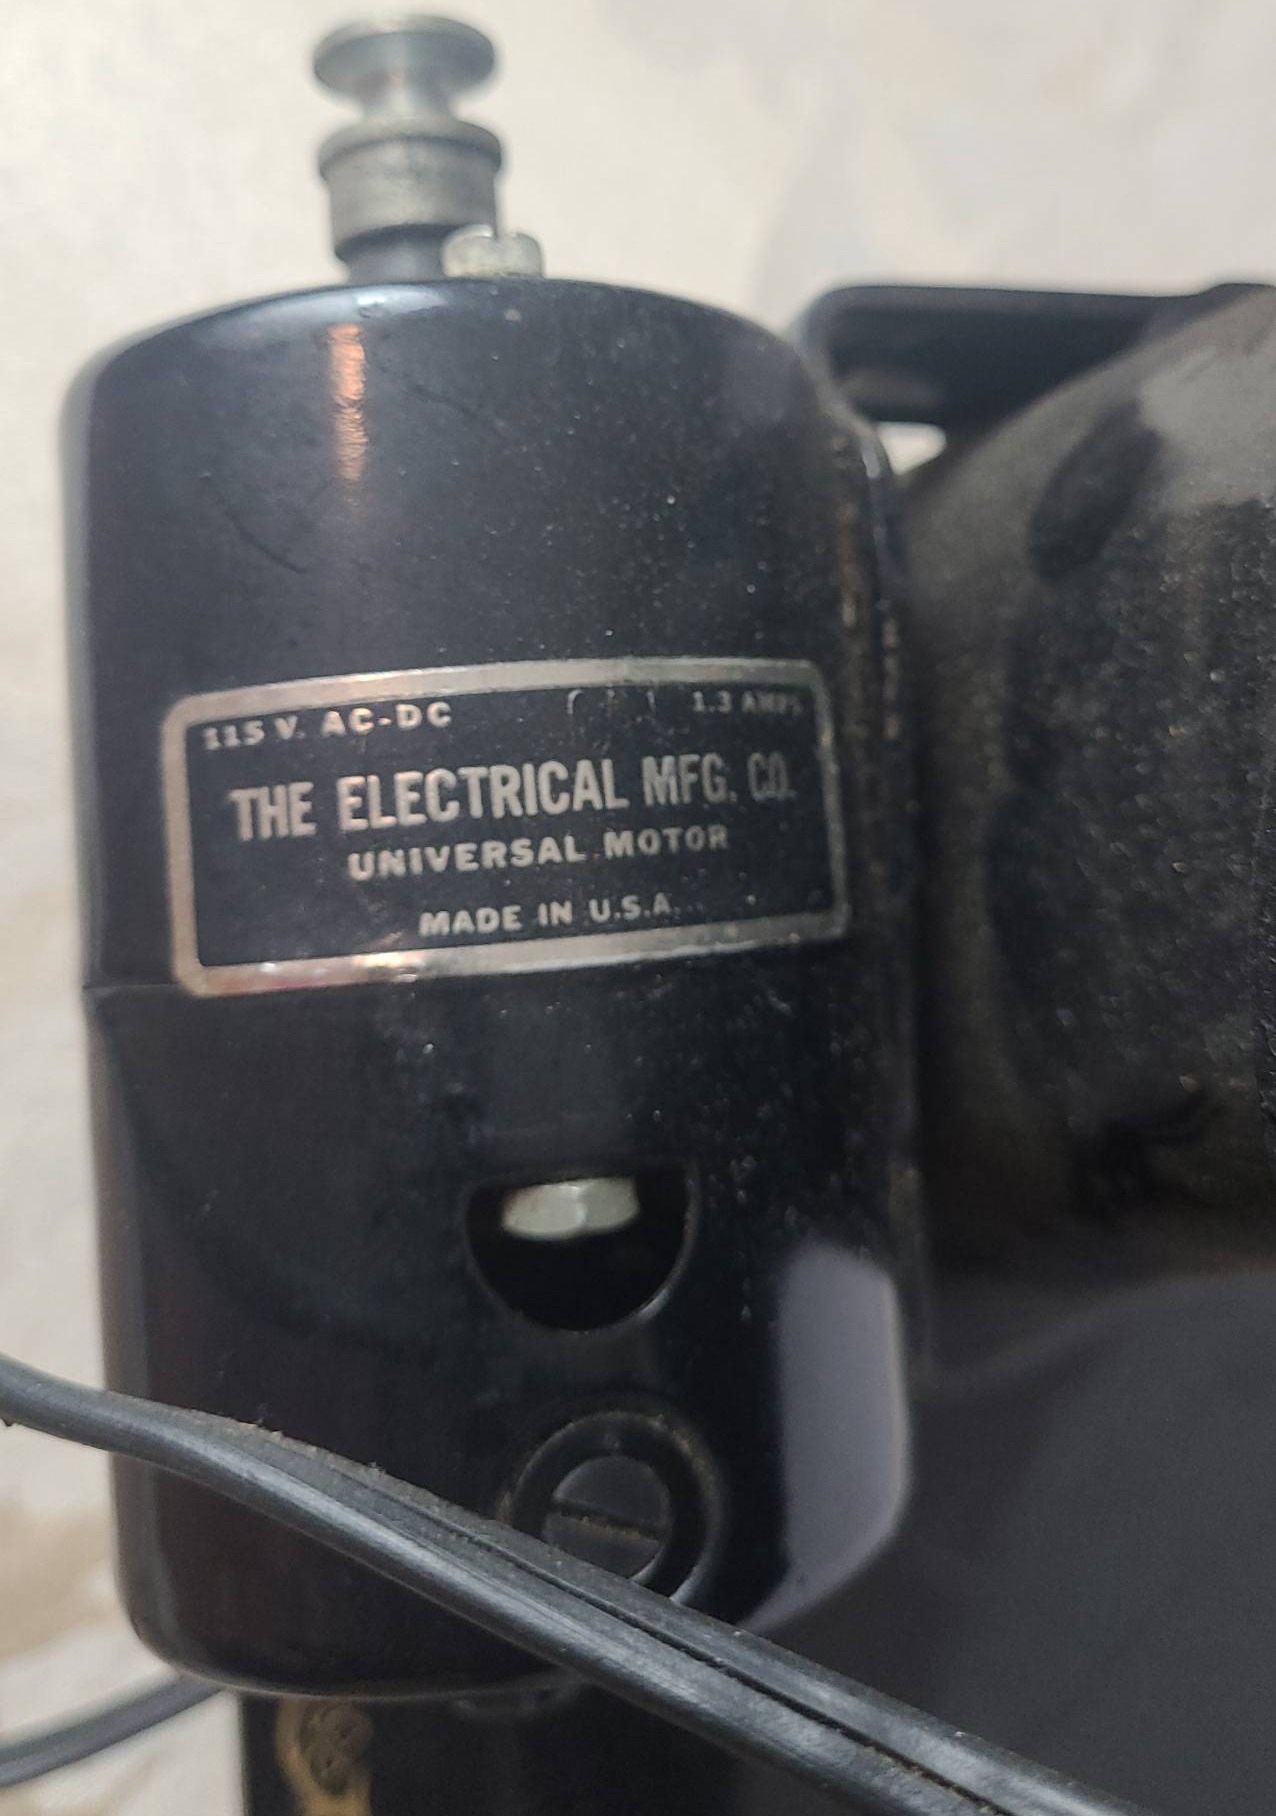 115 V. AC-DC 1.3 AMPS
THE ELECTRICAL MFG. CO.
UNIVERSAL MOTOR
MADE IN U.S.A.